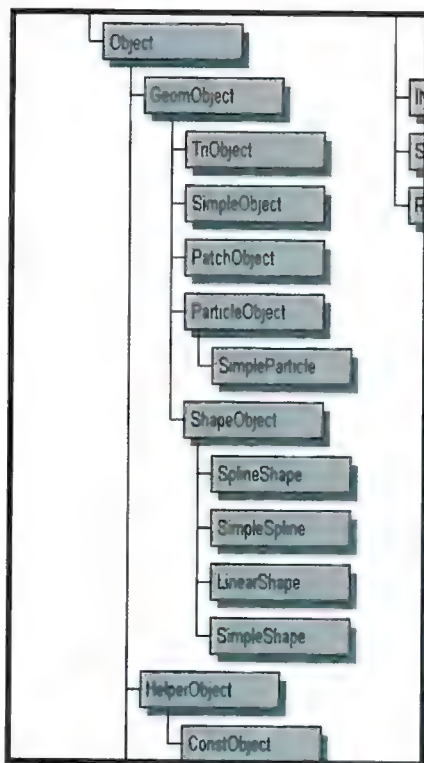 Object
GeomObject
TriObject
SimpleObject
PatchObject
ParticleObject
SimpleParticle
ShapeObject
SplineShape
SimpleSpline
LinearShape
SimpleShape
HelperObject
ConstObject